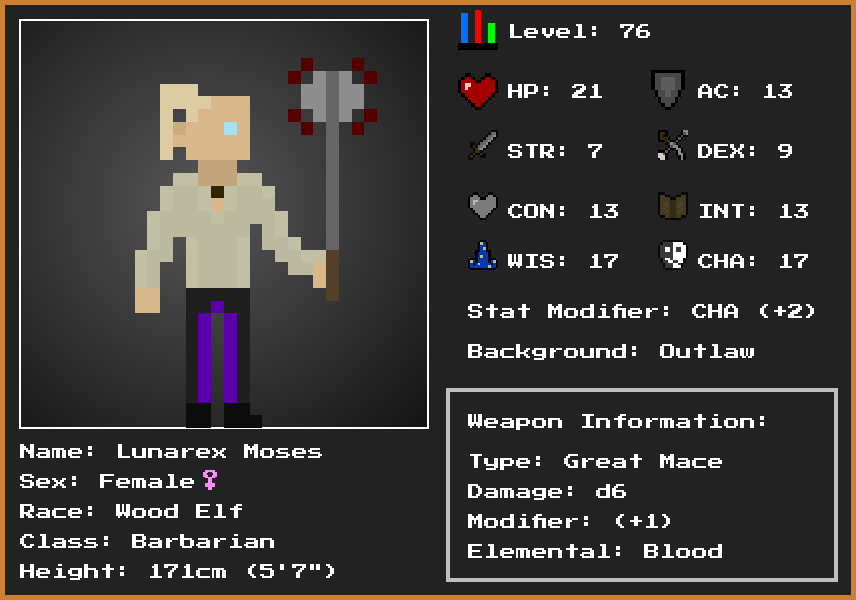 Level: 76
HP: 21
AC: 13
STR: 7
DEX: 9
CON: 13
INT: 13
WIS: 17
CHA: 17
Stat Modifier: CHA (+2)
Background: Outlaw
Weapon Information:
Type: Great Mace
Damage: d6
Modifier: (+1)
Elemental: Blood
Name: Lunarex Moses
Sex: Female♀
Race: Wood Elf
Class: Barbarian
Height: 171cm (5'7")